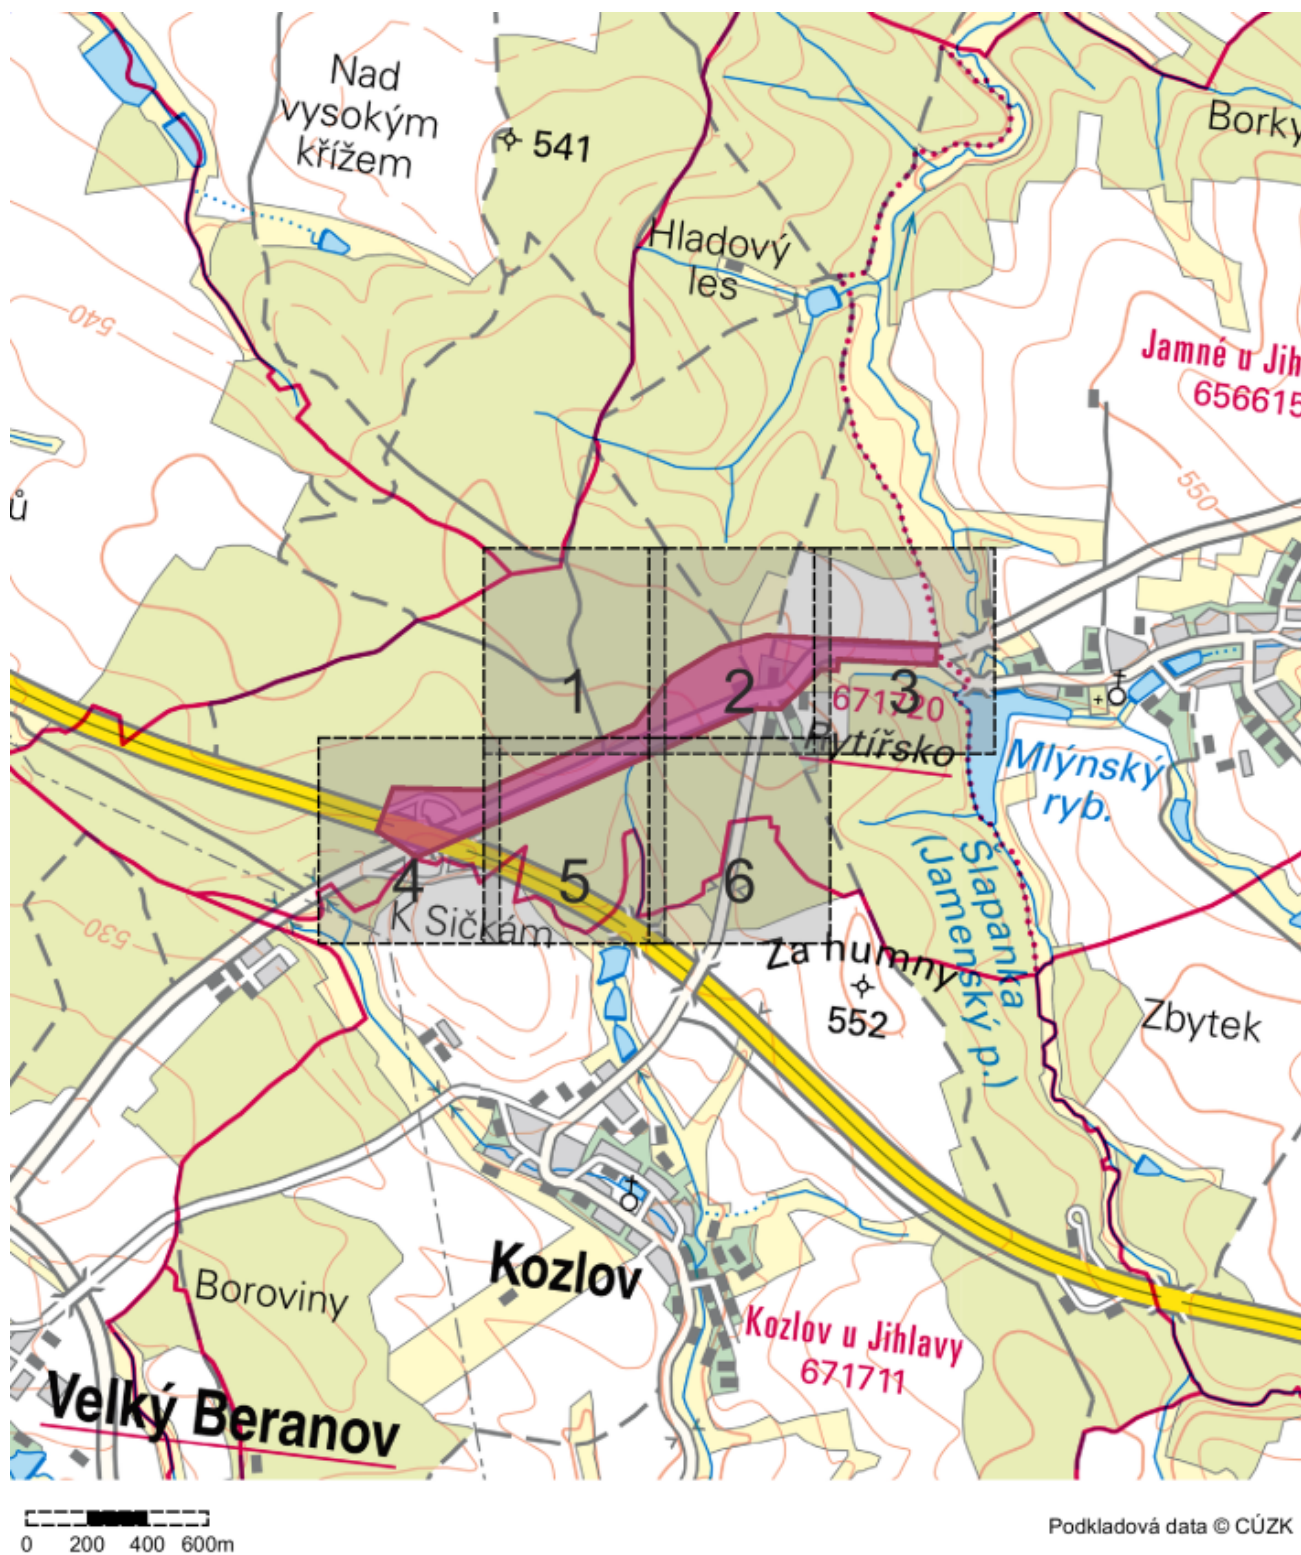 Nad
vysokým
křížem
541
Borky
Hladový
les
540
Jamné u Jih
656615
550
ů
1
2
3
671720
Rytířsko
Mlýnský
ryb.
4
5
6
K Sičkám
530
Za humny
552
Šlapanka
(Jamenský p.)
Zbytek
Kozlov
Boroviny
Kozlov u Jihlavy
671711
Velký Beranov
0 200 400 600m
Podkladová data © ČÚZK